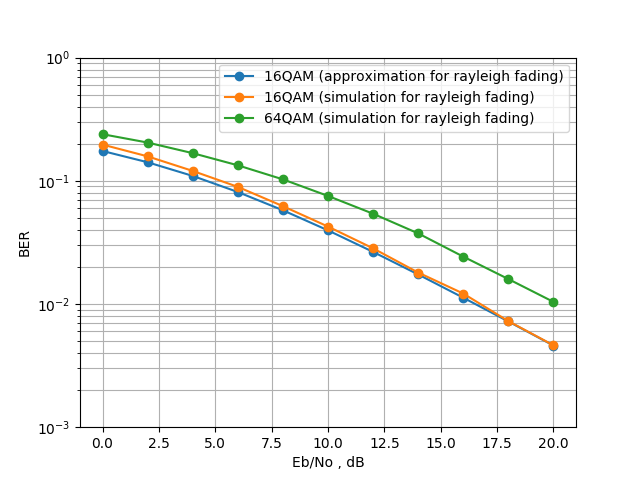 10⁰
16QAM (approximation for rayleigh fading)
16QAM (simulation for rayleigh fading)
64QAM (simulation for rayleigh fading)
10⁻¹
BER
10⁻²
10⁻³
0.0 2.5 5.0 7.5 10.0 12.5 15.0 17.5 20.0
Eb/No , dB